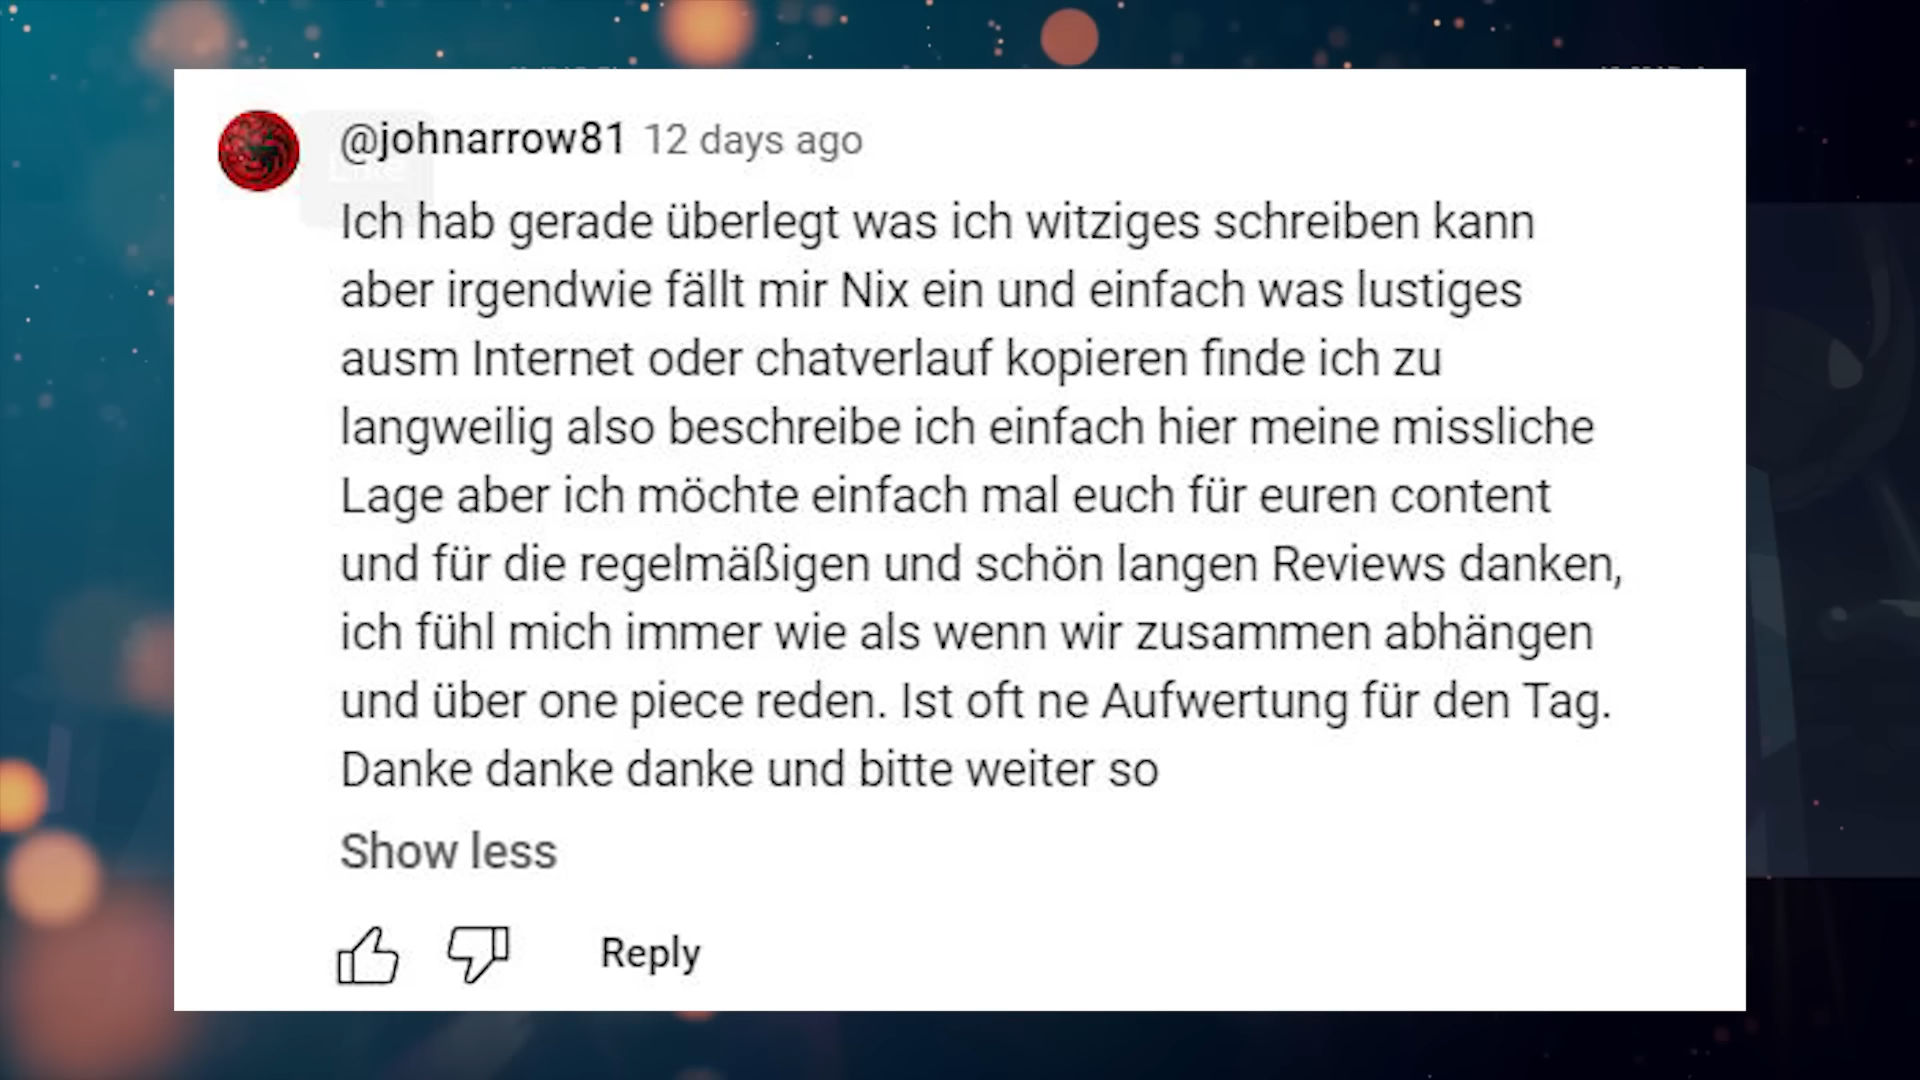 @johnarrow81 12 days ago
Ich hab gerade überlegt was ich witziges schreiben kann
aber irgendwie fällt mir Nix ein und einfach was lustiges
ausm Internet oder chatverlauf kopieren finde ich zu
langweilig also beschreibe ich einfach hier meine missliche
Lage aber ich möchte einfach mal euch für euren content
und für die regelmäßigen und schön langen Reviews danken,
ich fühl mich immer wie als wenn wir zusammen abhängen
und über one piece reden. Ist oft ne Aufwertung für den Tag.
Danke danke danke und bitte weiter so
Show less
Reply